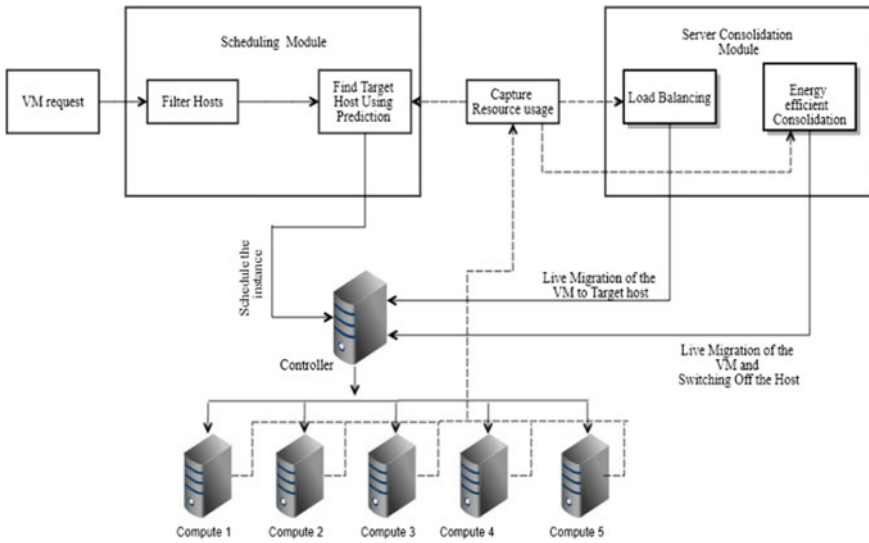 Scheduling Module
Server Consolidation
Module
VM request
Filter Hosts
Find Target
Host Using
Prediction
Capture
Resource usage
Load Balancing
Energy
efficient
Consolidation
Schedule the
instance
Live Migration of the
VM to Target host
Controller
Live Migration of the
VM and
Switching Off the Host
Compute 1
Compute 2
Compute 3
Compute 4
Compute 5